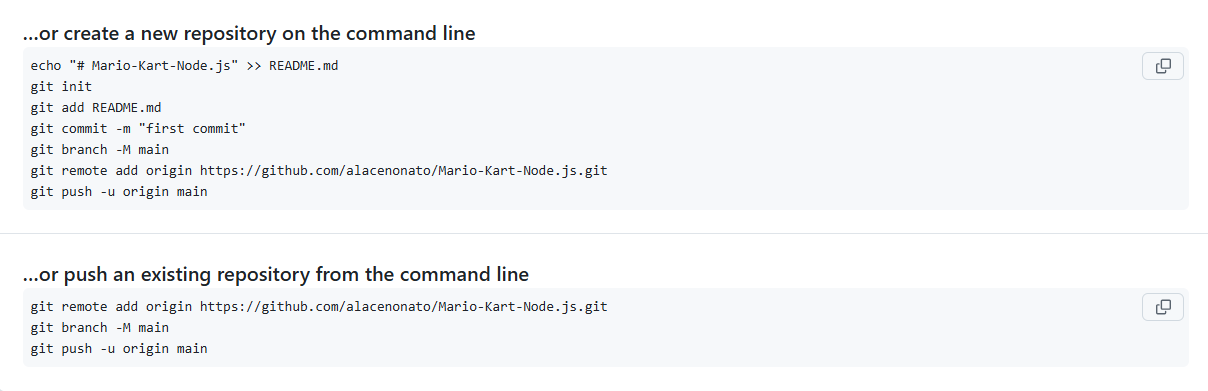 ...or create a new repository on the command line
echo "# Mario-Kart-Node.js" >> README.md
git init
git add README.md
git commit -m "first commit"
git branch -M main
git remote add origin https://github.com/alacenonato/Mario-Kart-Node.js.git
git push -u origin main
...or push an existing repository from the command line
git remote add origin https://github.com/alacenonato/Mario-Kart-Node.js.git
git branch -M main
git push -u origin main